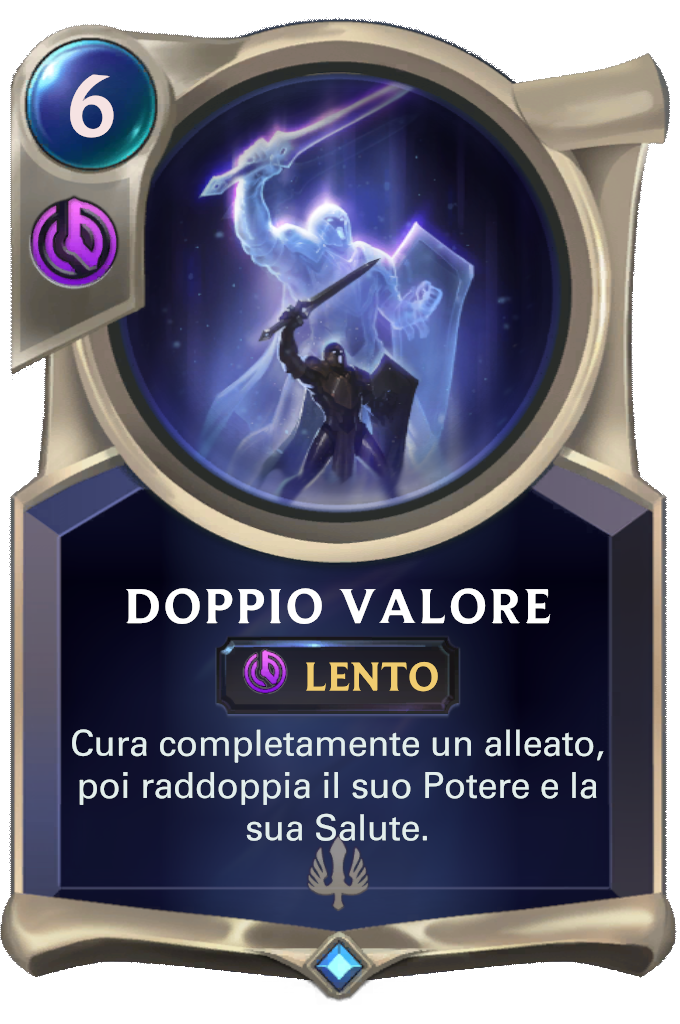 6
DOPPIO VALORE
LENTO
Cura completamente un alleato,
poi raddoppia il suo Potere e la
sua Salute.